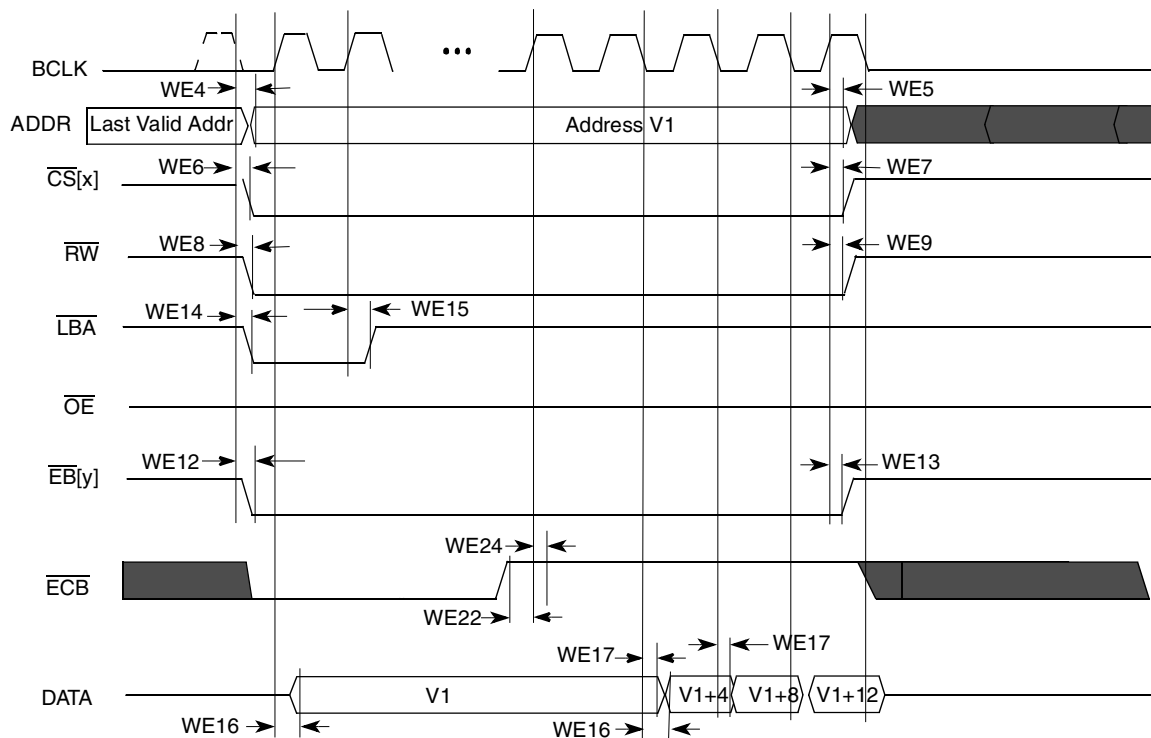 •••
BCLK
WE4
WE5
ADDR
Last Valid Addr
Address V1
WE6
WE7
CS[x]
WE8
WE9
RW
WE14
WE15
LBA
OE
WE12
WE13
EB[y]
WE24
ECB
WE22
WE17
WE17
DATA
V1
V1+4
V1+8
V1+12
WE16
WE16